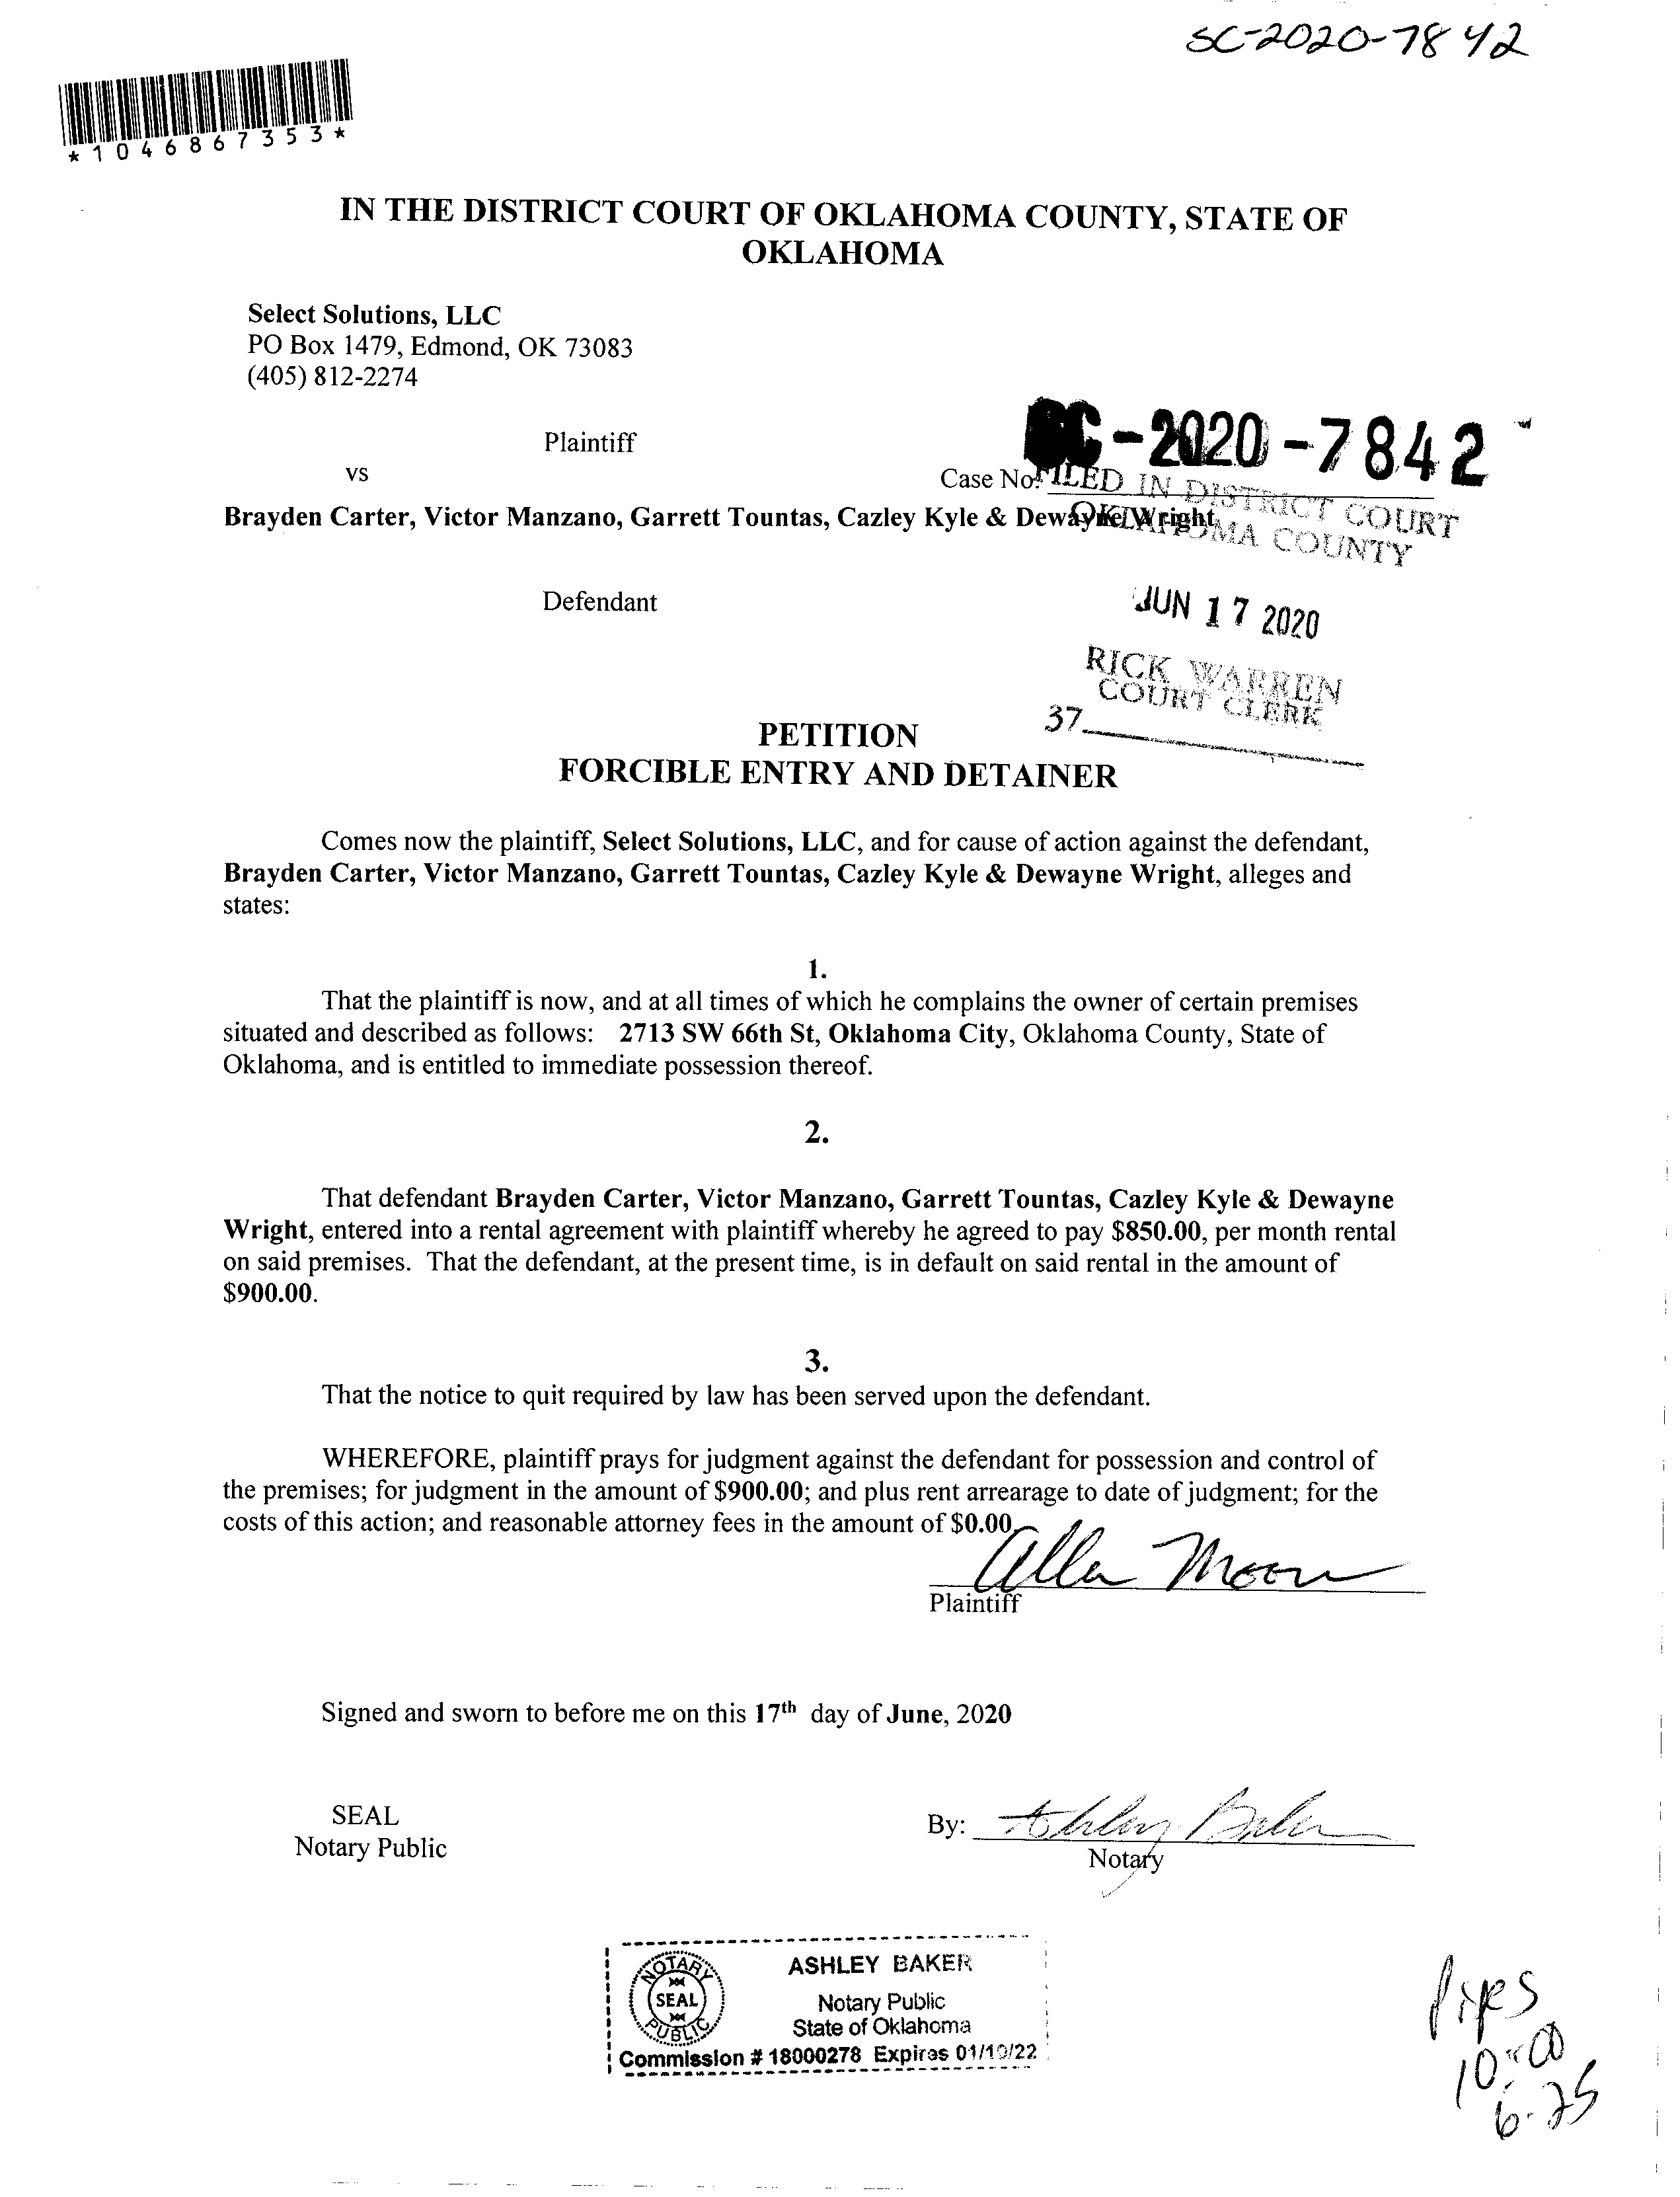 SC-2020-7842
*1046867353*
IN THE DISTRICT COURT OF OKLAHOMA COUNTY, STATE OF
OKLAHOMA
Select Solutions, LLC
PO Box 1479, Edmond, OK 73083
(405) 812-2274
Plaintiff
SC-2020-7842
vs
Case No.
FILED IN DISTRICT COURT
OKLAHOMA COUNTY
Brayden Carter, Victor Manzano, Garrett Tountas, Cazley Kyle & Dewayne Wright
Defendant
JUN 17 2020
RICK WARREN
COURT CLERK
37
PETITION
FORCIBLE ENTRY AND DETAINER
Comes now the plaintiff, Select Solutions, LLC, and for cause of action against the defendant,
Brayden Carter, Victor Manzano, Garrett Tountas, Cazley Kyle & Dewayne Wright, alleges and
states:
1.
That the plaintiff is now, and at all times of which he complains the owner of certain premises
situated and described as follows: 2713 SW 66th St, Oklahoma City, Oklahoma County, State of
Oklahoma, and is entitled to immediate possession thereof.
2.
That defendant Brayden Carter, Victor Manzano, Garrett Tountas, Cazley Kyle & Dewayne
Wright, entered into a rental agreement with plaintiff whereby he agreed to pay $850.00, per month rental
on said premises. That the defendant, at the present time, is in default on said rental in the amount of
$900.00.
3.
That the notice to quit required by law has been served upon the defendant.
WHEREFORE, plaintiff prays for judgment against the defendant for possession and control of
the premises; for judgment in the amount of $900.00; and plus rent arrearage to date of judgment; for the
costs of this action; and reasonable attorney fees in the amount of $0.00.
Allen Moon
Plaintiff
Signed and sworn to before me on this 17th day of June, 2020
SEAL
Notary Public
By: Ashley Baker
Notary
NOTARY
SEAL
PUBLIC
ASHLEY BAKER
Notary Public
State of Oklahoma
Commission # 18000278 Expires 01/10/22
10:00
6-25